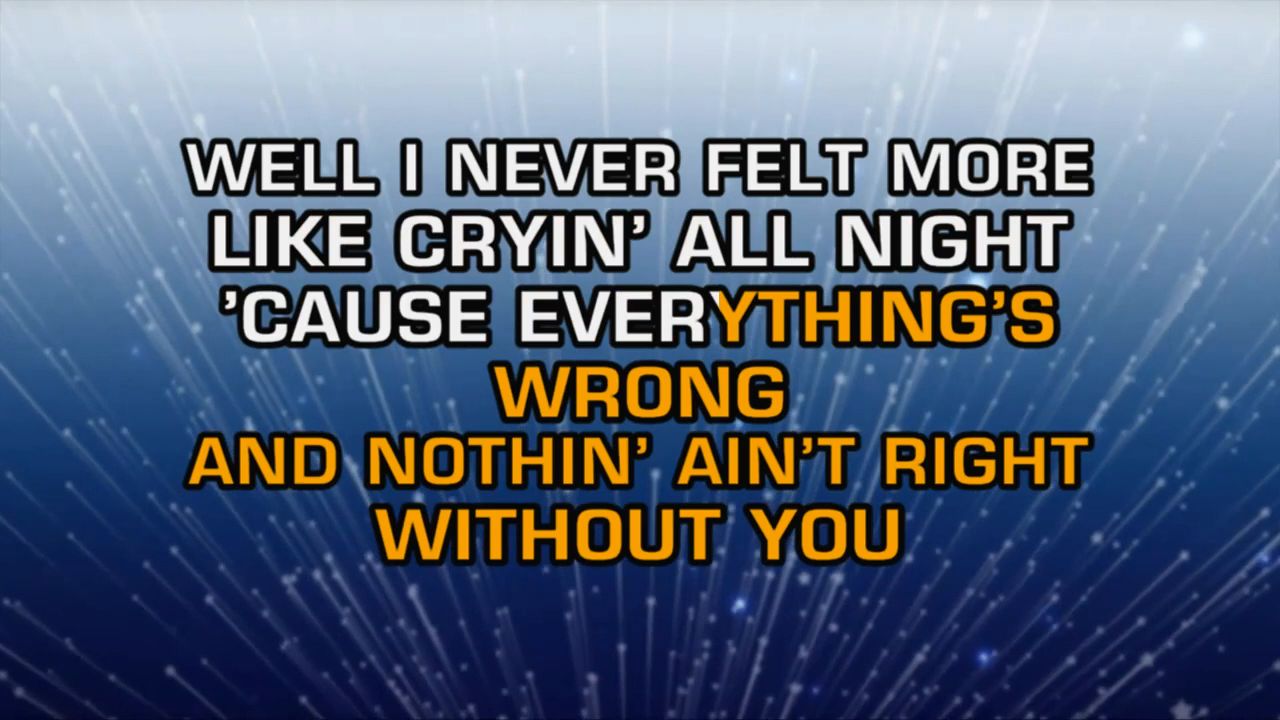 WELL I NEVER FELT MORE
LIKE CRYIN’ ALL NIGHT
’CAUSE EVERYTHING’S
WRONG
AND NOTHIN’ AIN’T RIGHT
WITHOUT YOU